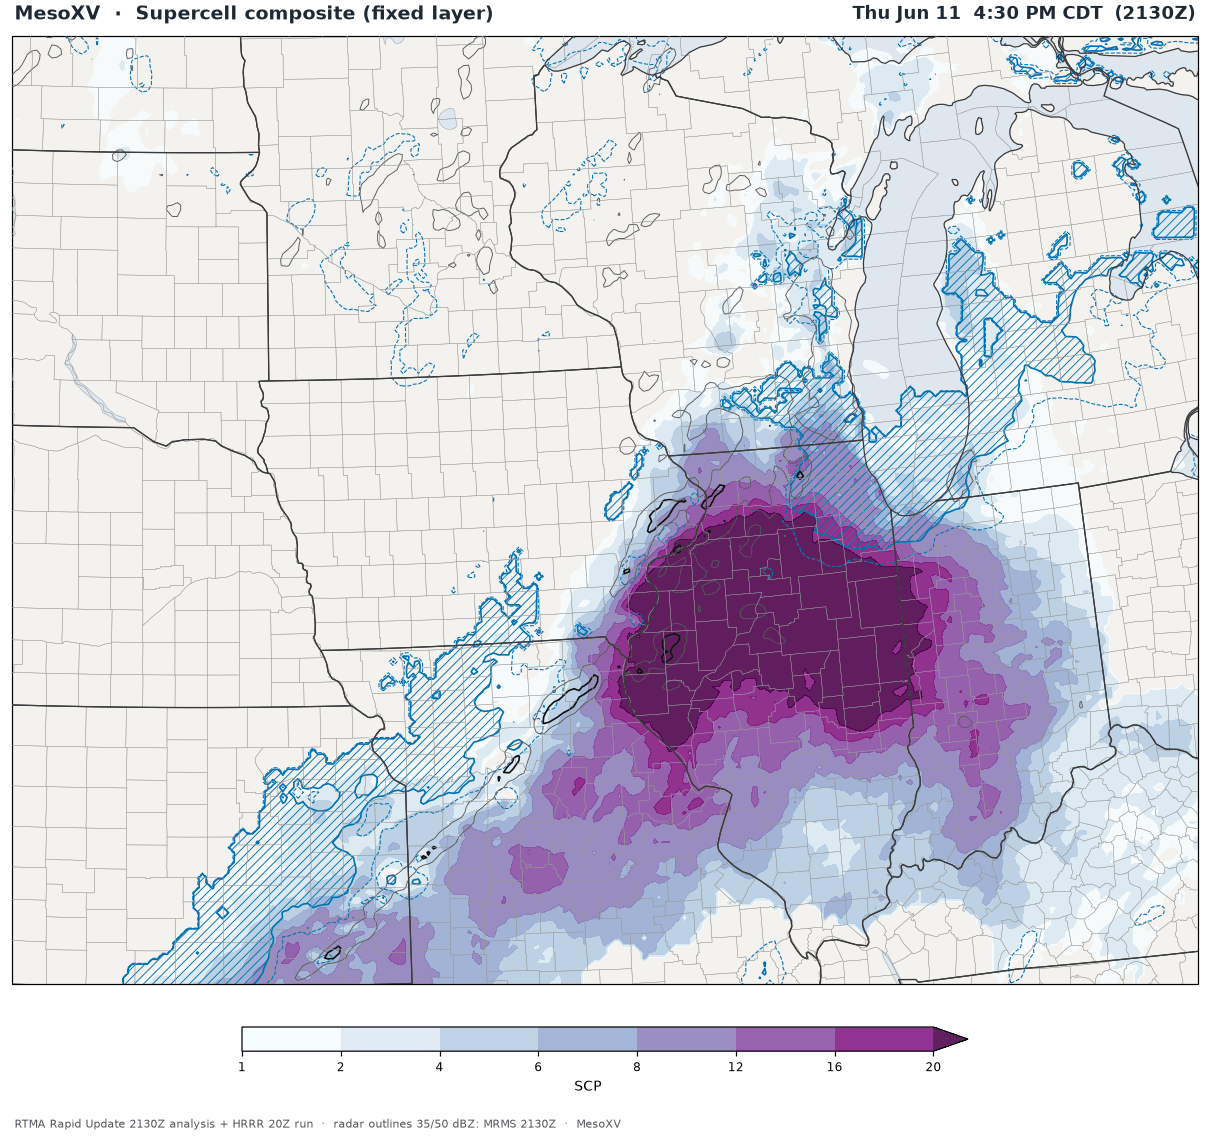 MesoXV · Supercell composite (fixed layer)
Thu Jun 11 4:30 PM CDT (2130Z)
1 2 4 6 8 12 16 20
SCP
RTMA Rapid Update 2130Z analysis + HRRR 20Z run · radar outlines 35/50 dBZ: MRMS 2130Z · MesoXV